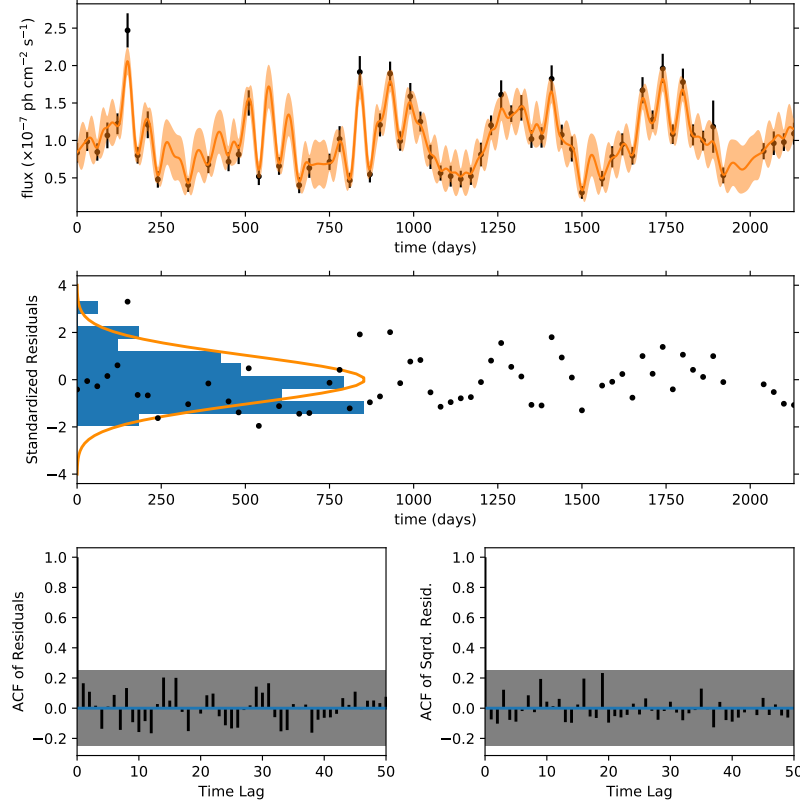 2.5
2.0
1.5
1.0
0.5
flux (×10⁻⁷ ph cm⁻² s⁻¹)
0 250 500 750 1000 1250 1500 1750 2000
time (days)
4
2
0
−2
−4
Standardized Residuals
0 250 500 750 1000 1250 1500 1750 2000
time (days)
1.0
0.8
0.6
0.4
0.2
0.0
−0.2
ACF of Residuals
0 10 20 30 40 50
Time Lag
1.0
0.8
0.6
0.4
0.2
0.0
−0.2
ACF of Sqrd. Resid.
0 10 20 30 40 50
Time Lag